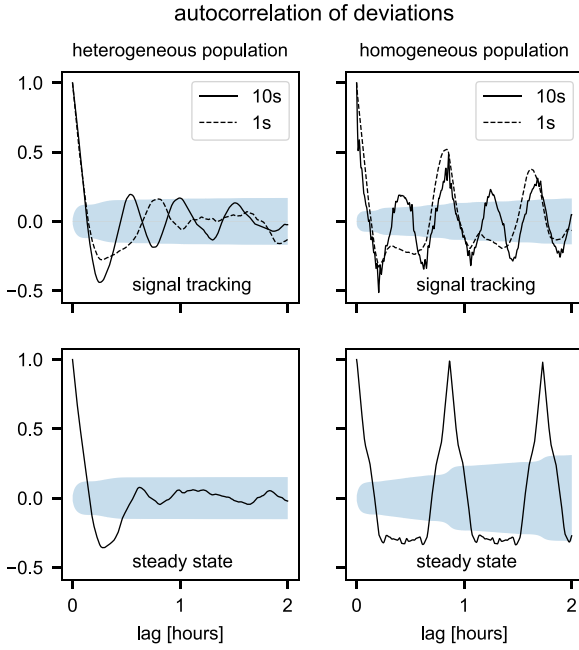 autocorrelation of deviations
heterogeneous population homogeneous population
1.0
0.5
0.0
−0.5
10s
1s
signal tracking
10s
1s
signal tracking
1.0
0.5
0.0
−0.5
steady state
steady state
0 1 2 0 1 2
lag [hours] lag [hours]